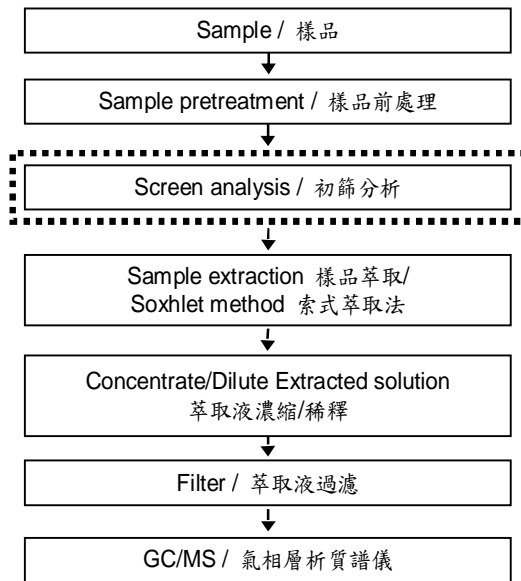 Sample / 樣品
Sample pretreatment / 樣品前處理
Screen analysis / 初篩分析
Sample extraction 樣品萃取/
Soxhlet method 索式萃取法
Concentrate/Dilute Extracted solution
萃取液濃縮/稀釋
Filter / 萃取液過濾
GC/MS / 氣相層析質譜儀